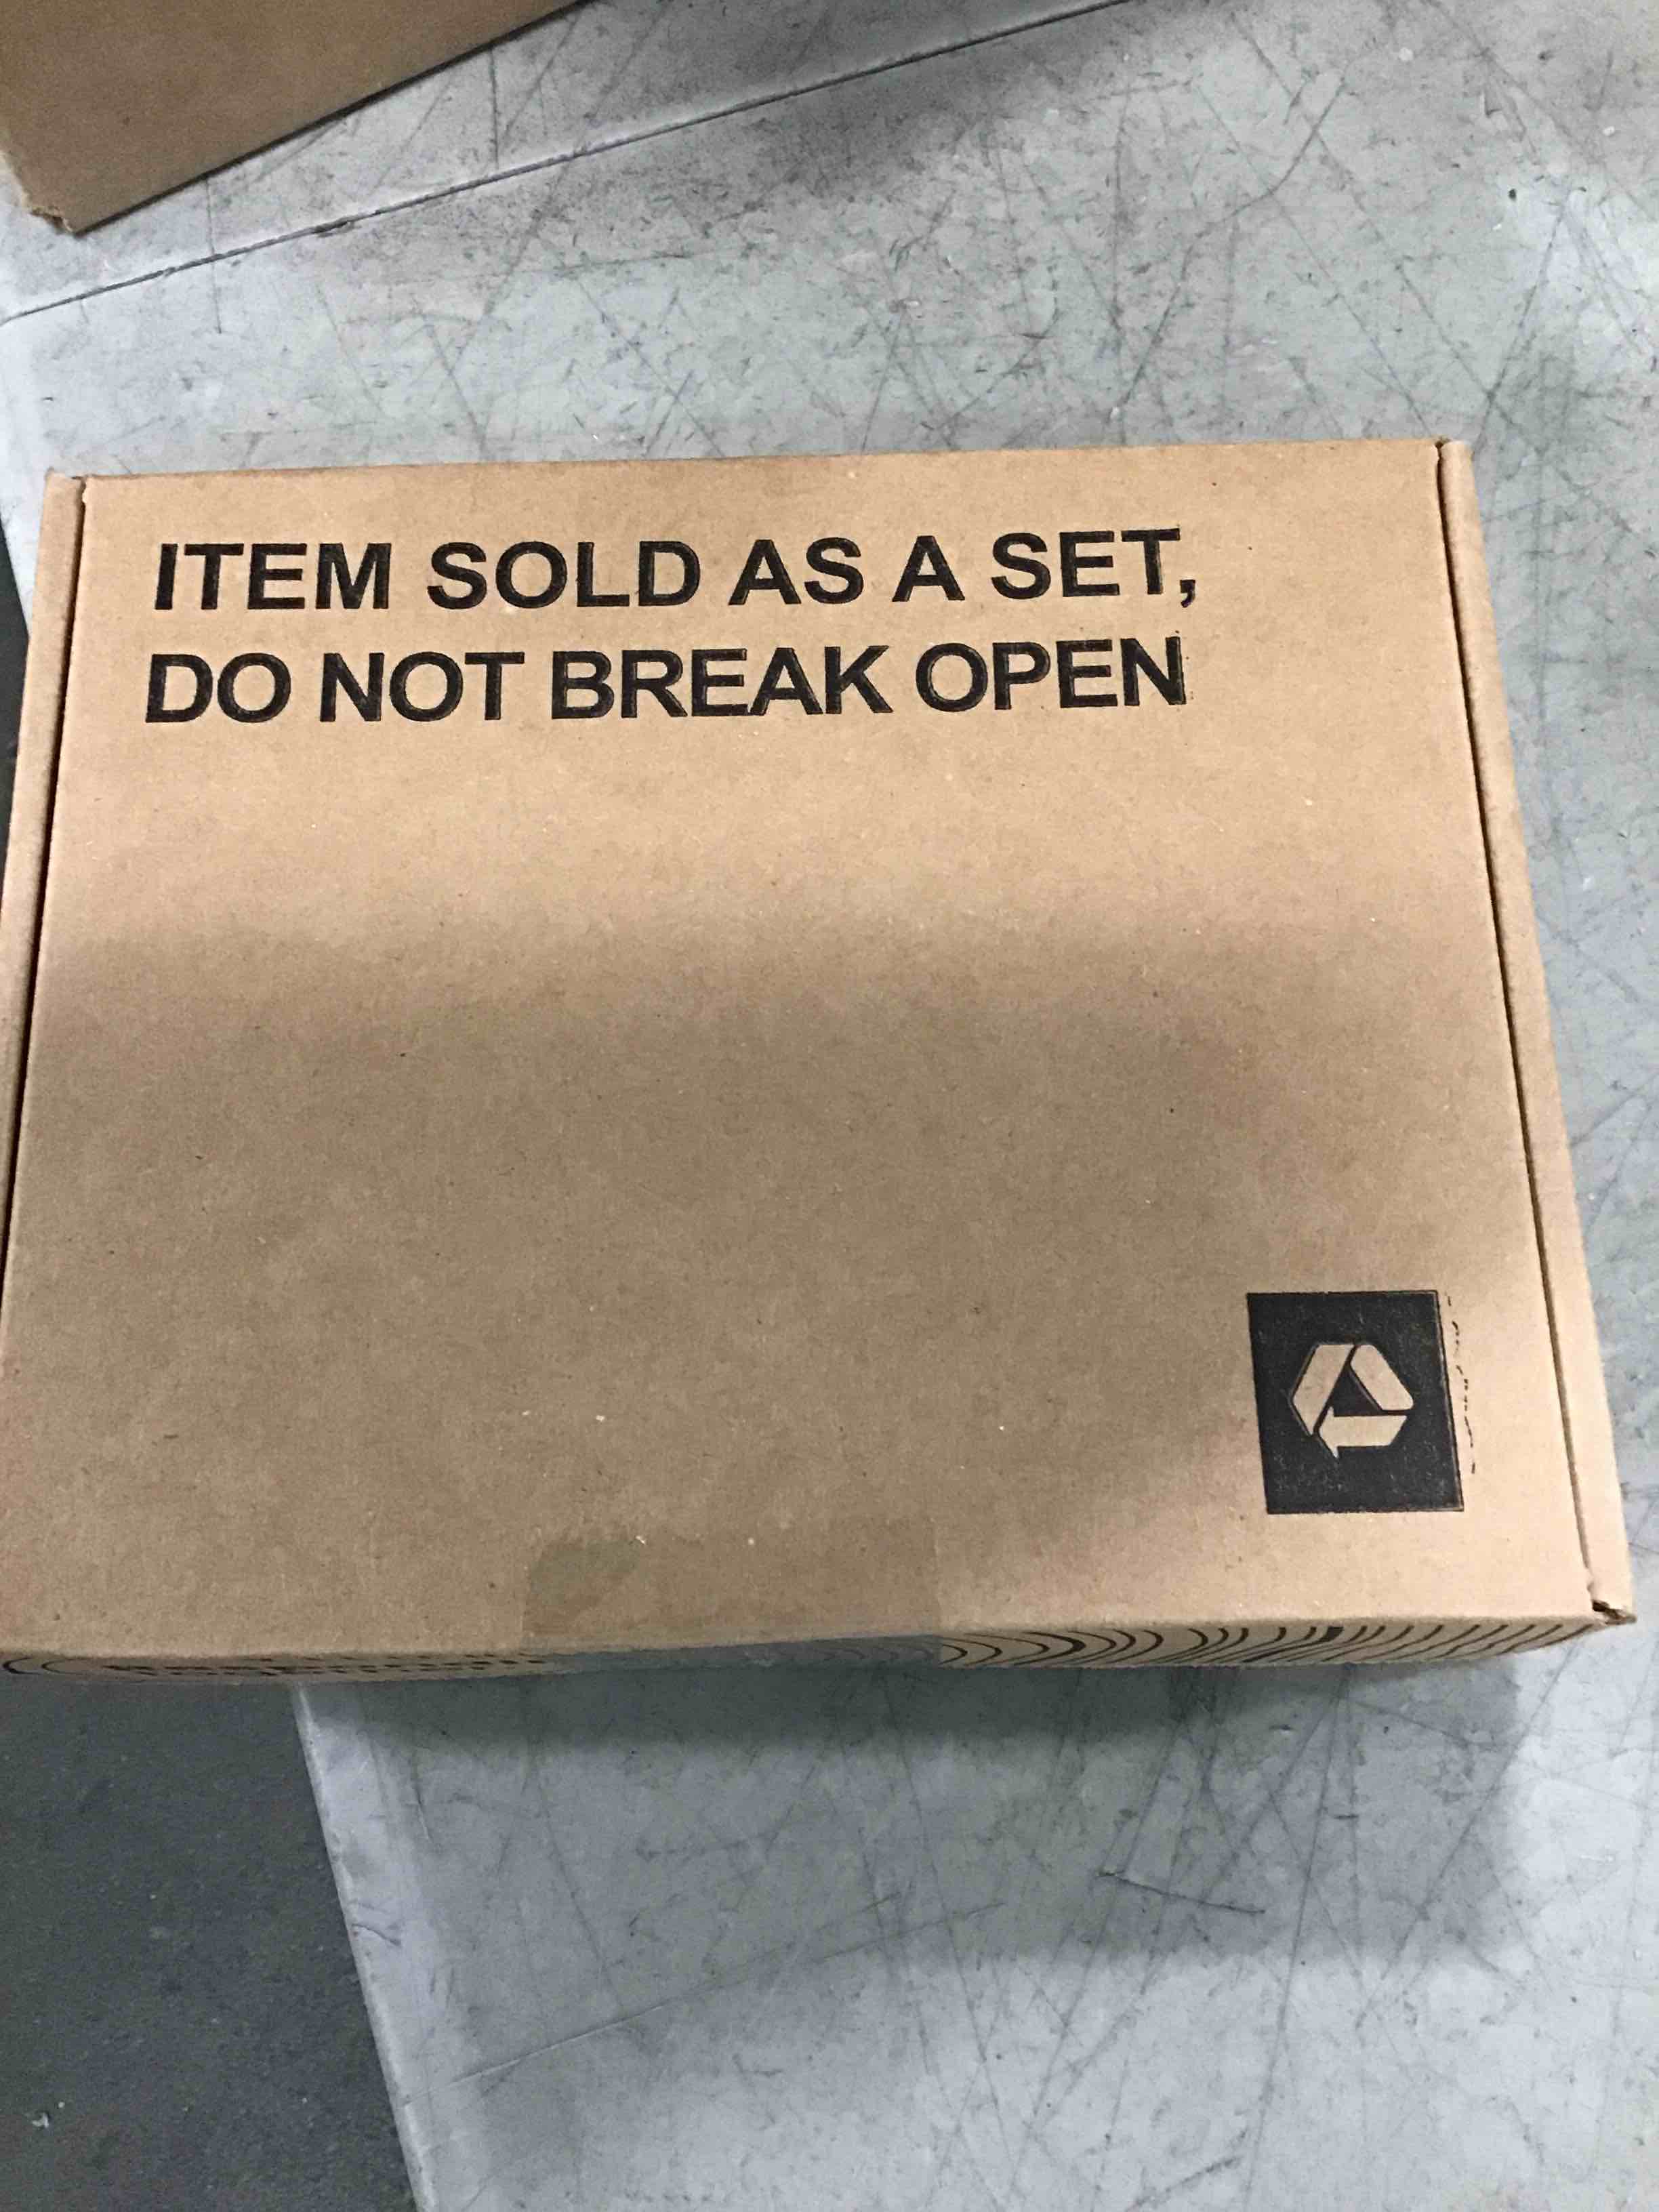 ITEM SOLD AS A SET,
DO NOT BREAK OPEN